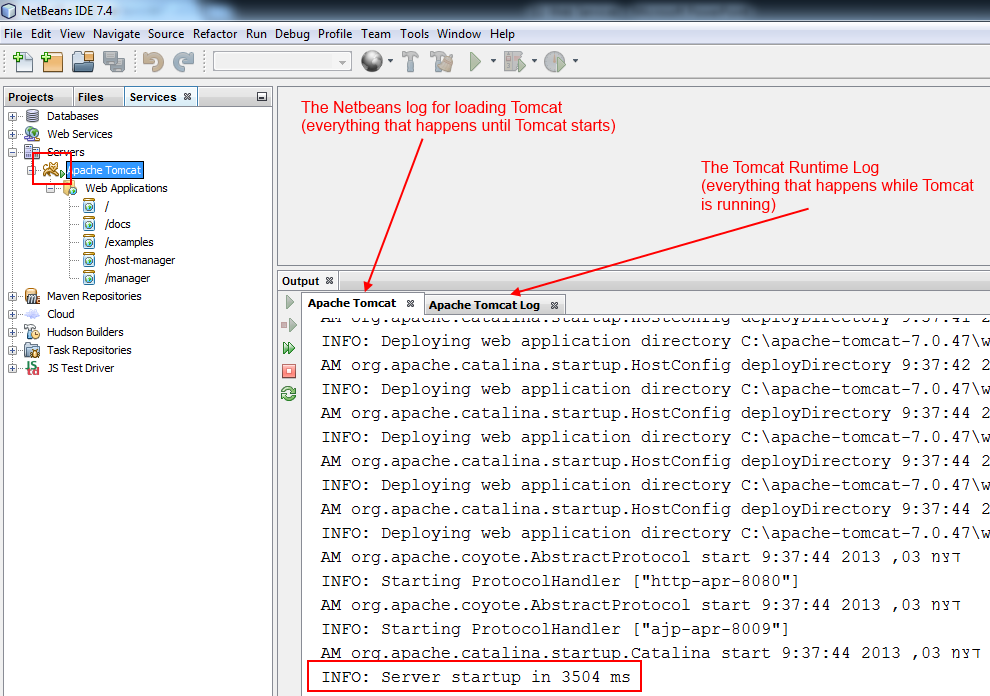 NetBeans IDE 7.4
File Edit View Navigate Source Refactor Run Debug Profile Team Tools Window Help
Projects Files Services
Databases
Web Services
Servers
Apache Tomcat
Web Applications
/
/docs
/examples
/host-manager
/manager
Maven Repositories
Cloud
Hudson Builders
Task Repositories
JS Test Driver
The Netbeans log for loading Tomcat
(everything that happens until Tomcat starts)
The Tomcat Runtime Log
(everything that happens while Tomcat
is running)
Output
Apache Tomcat Apache Tomcat Log
AM org.apache.catalina.startup.HostConfig deployDirectory 9:37:41 2
INFO: Deploying web application directory C:\apache-tomcat-7.0.47\w
AM org.apache.catalina.startup.HostConfig deployDirectory 9:37:42 2
INFO: Deploying web application directory C:\apache-tomcat-7.0.47\w
AM org.apache.catalina.startup.HostConfig deployDirectory 9:37:44 2
INFO: Deploying web application directory C:\apache-tomcat-7.0.47\w
AM org.apache.catalina.startup.HostConfig deployDirectory 9:37:44 2
INFO: Deploying web application directory C:\apache-tomcat-7.0.47\w
AM org.apache.catalina.startup.HostConfig deployDirectory 9:37:44 2
INFO: Deploying web application directory C:\apache-tomcat-7.0.47\w
AM org.apache.coyote.AbstractProtocol start 9:37:44 2013 ,03 דצמ
INFO: Starting ProtocolHandler ["http-apr-8080"]
AM org.apache.coyote.AbstractProtocol start 9:37:44 2013 ,03 דצמ
INFO: Starting ProtocolHandler ["ajp-apr-8009"]
AM org.apache.catalina.startup.Catalina start 9:37:44 2013 ,03 דצמ
INFO: Server startup in 3504 ms